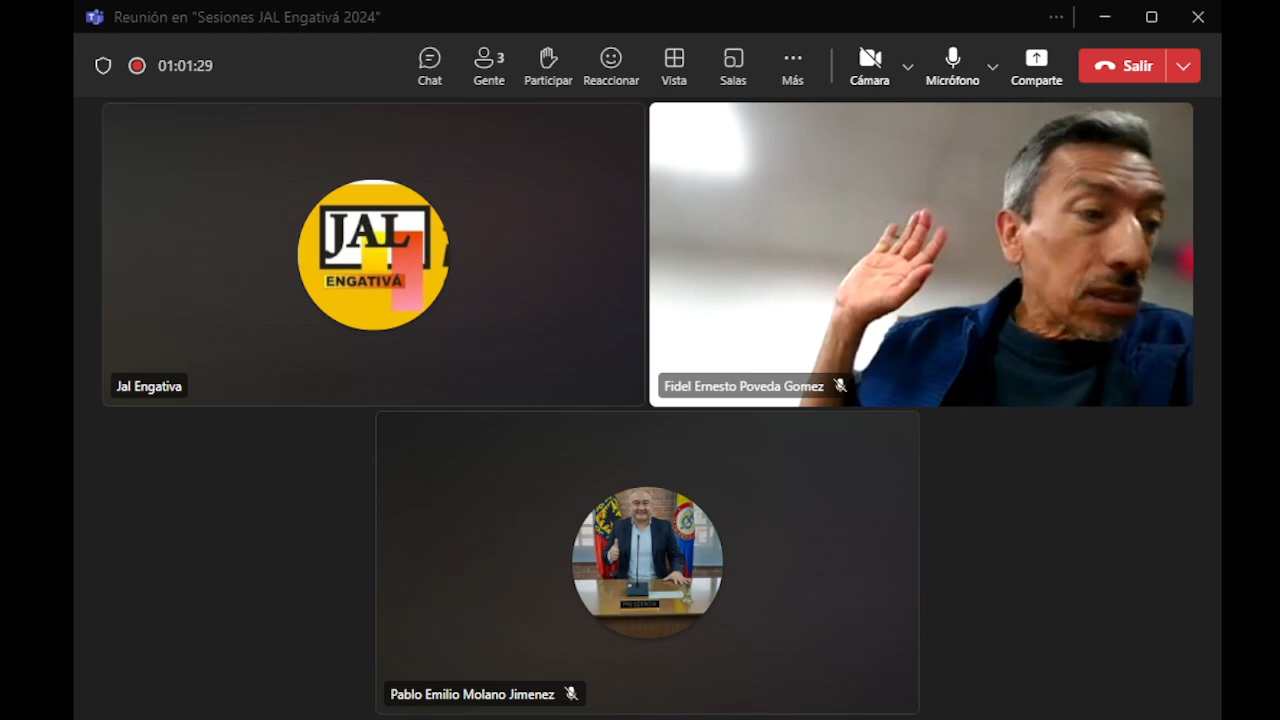 Reunión en "Sesiones JAL Engativá 2024"
01:01:29
Chat
Gente
3
Participar
Reaccionar
Vista
Salas
Más
Cámara
Micrófono
Comparte
Salir
JAL
ENGATIVÁ
Jal Engativa
Fidel Ernesto Poveda Gomez
PRESIDENCIA
Pablo Emilio Molano Jimenez